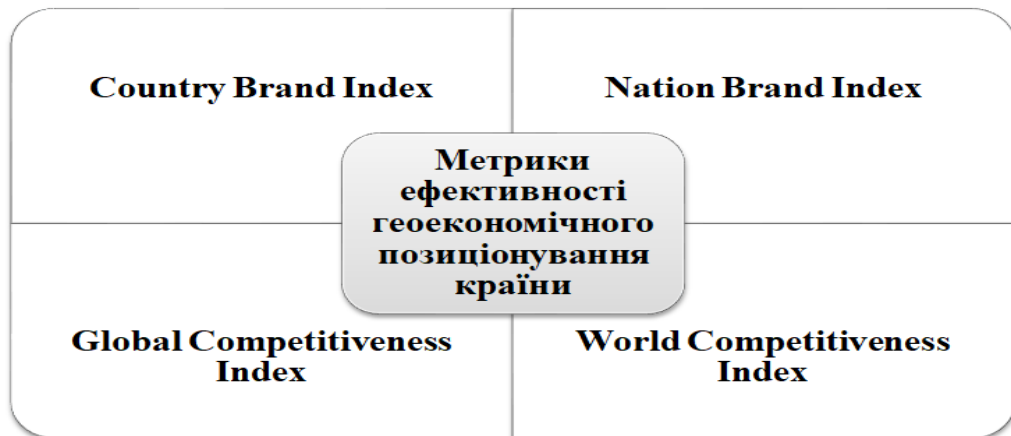 Country Brand Index
Nation Brand Index
Метрики
ефективності
геоекономічного
позиціонування
країни
Global Competitiveness
Index
World Competitiveness
Index